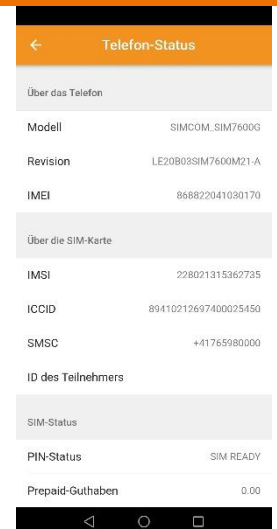 Telefon-Status
Über das Telefon
Modell SIMCOM_SIM7600G
Revision LE20B03SIM7600M21-A
IMEI 868822041030170
Über die SIM-Karte
IMSI 228021315362735
ICCID 89410212697400025450
SMSC +41765980000
ID des Teilnehmers
SIM-Status
PIN-Status SIM READY
Prepaid-Guthaben 0.00